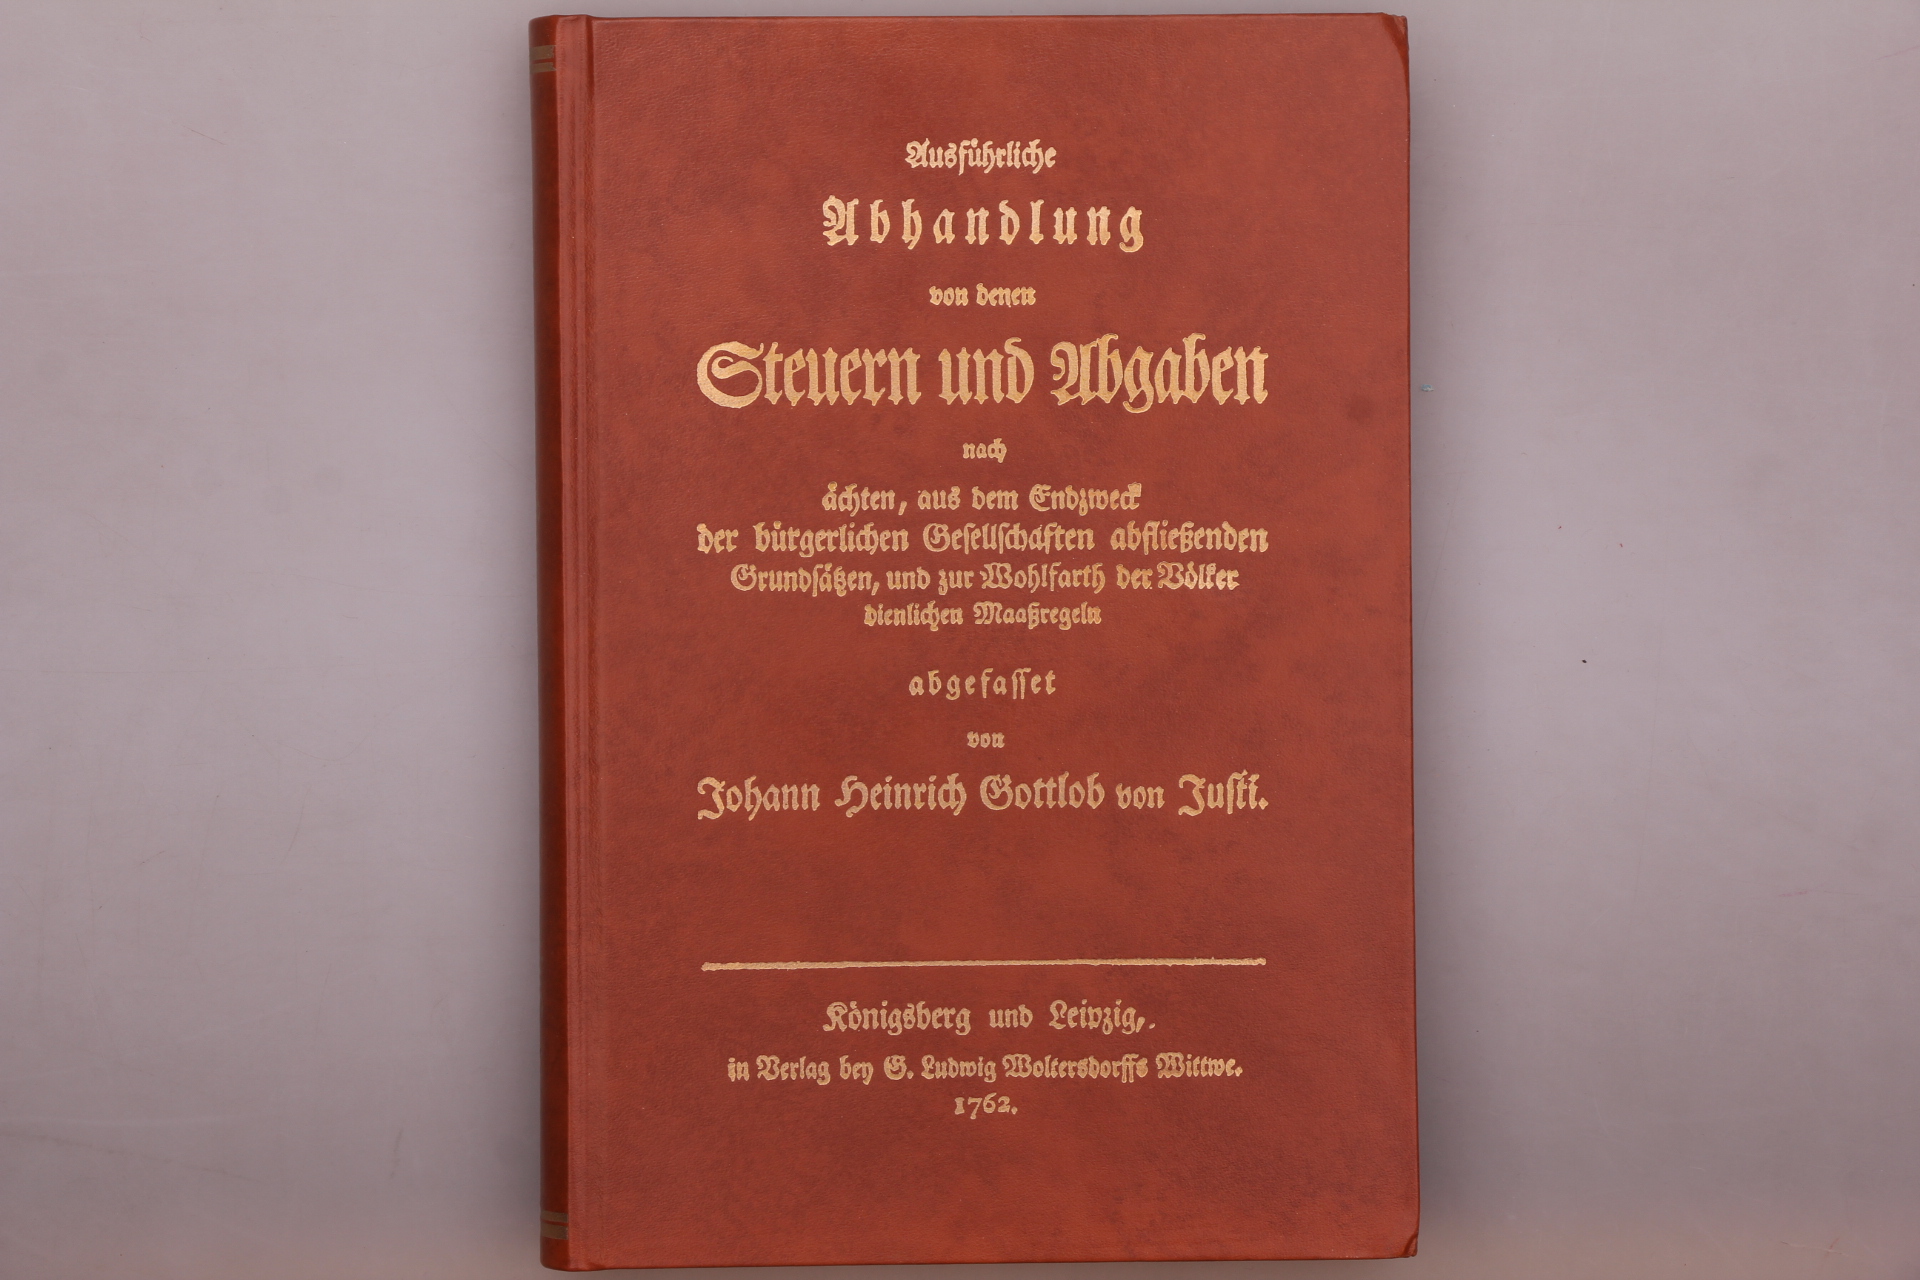 Ausführliche
Abhandlung
von denen
Steuern und Abgaben
nach
ächten, aus dem Endzweck
der bürgerlichen Gesellschaften abfließenden
Grundsätzen, und zur Wohlfarth der Völker
dienlichen Maaßregeln
abgefasset
von
Johann Heinrich Gottlob von Justi.
Königsberg und Leipzig,
in Verlag bey G. Ludwig Woltersdorffs Wittwe.
1762.